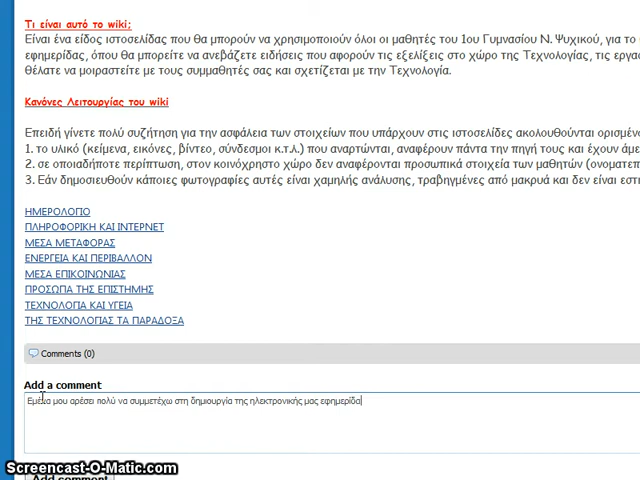 Τι είναι αυτό το wiki;
Είναι ένα είδος ιστοσελίδας που θα μπορούν να χρησιμοποιούν όλοι οι μαθητές του 1ου Γυμνασίου Ν. Ψυχικού, για το
εφημερίδας, όπου θα μπορείτε να ανεβάζετε ειδήσεις που αφορούν τις εξελίξεις στο χώρο της Τεχνολογίας, τις
θέλατε να μοιραστείτε με τους συμμαθητές σας και σχετίζεται με την Τεχνολογία.
Κανόνες Λειτουργίας του wiki
Επειδή γίνετε πολύ συζήτηση για την ασφάλεια των στοιχείων που υπάρχουν στις ιστοσελίδες ακολουθούνται
1. το υλικό (κείμενα, εικόνες, βίντεο, σύνδεσμοι κ.τ.λ.) που αναρτώνται, αναφέρουν πάντα την πηγή τους και έχουν
2. σε οποιαδήποτε περίπτωση, στον κοινόχρηστο χώρο δεν αναφέρονται προσωπικά στοιχεία των μαθητών
3. Εάν δημοσιευθούν κάποιες φωτογραφίες αυτές είναι χαμηλής ανάλυσης, τραβηγμένες από μακρυά και δεν είναι
ΗΜΕΡΟΛΟΓΙΟ
ΠΛΗΡΟΦΟΡΙΚΗ ΚΑΙ ΙΝΤΕΡΝΕΤ
ΜΕΣΑ ΜΕΤΑΦΟΡΑΣ
ΕΝΕΡΓΕΙΑ ΚΑΙ ΠΕΡΙΒΑΛΛΟΝ
ΜΕΣΑ ΕΠΙΚΟΙΝΩΝΙΑΣ
ΠΡΟΣΩΠΑ ΤΗΣ ΕΠΙΣΤΗΜΗΣ
ΤΕΧΝΟΛΟΓΙΑ ΚΑΙ ΥΓΕΙΑ
ΤΗΣ ΤΕΧΝΟΛΟΓΙΑΣ ΤΑ ΠΑΡΑΔΟΞΑ
Comments (0)
Add a comment
Εμένα μου αρέσει πολύ να συμμετέχω στη δημιουργία της ηλεκτρονικής μας εφημερίδα
Screencast-O-Matic.com
Add comment